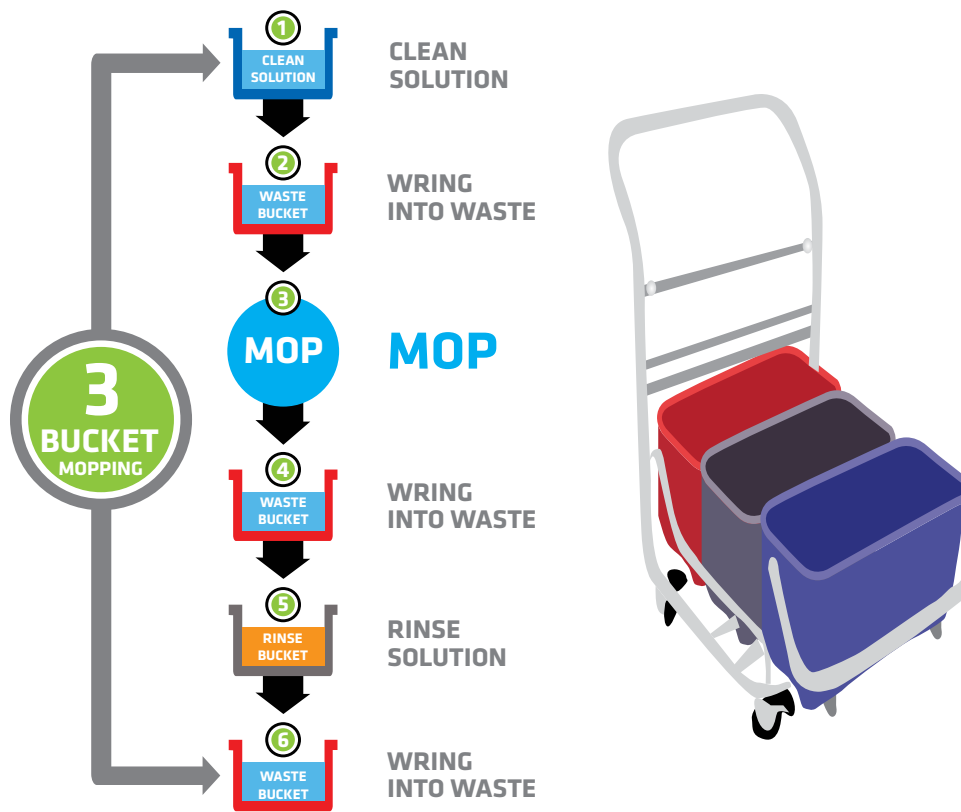 1
CLEAN
SOLUTION
CLEAN
SOLUTION
2
WASTE
BUCKET
WRING
INTO WASTE
3
MOP
MOP
3
BUCKET
MOPPING
4
WASTE
BUCKET
WRING
INTO WASTE
5
RINSE
BUCKET
RINSE
SOLUTION
6
WASTE
BUCKET
WRING
INTO WASTE